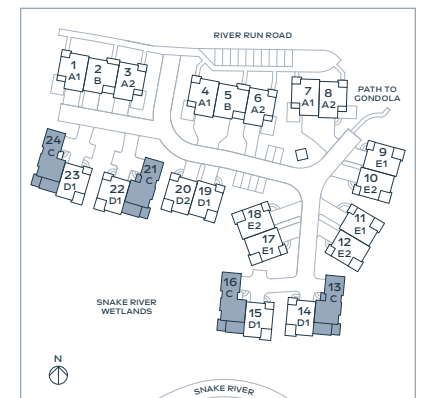 RIVER RUN ROAD
1
A1
2
B
3
A2
4
A1
5
B
6
A2
7
A1
8
A2
PATH TO
GONDOLA
9
E1
10
E2
11
E1
12
E2
24
C
23
D1
22
D1
21
C
20
D2
19
D1
18
E2
17
E1
16
C
15
D1
14
D1
13
C
SNAKE RIVER
WETLANDS
N
SNAKE RIVER